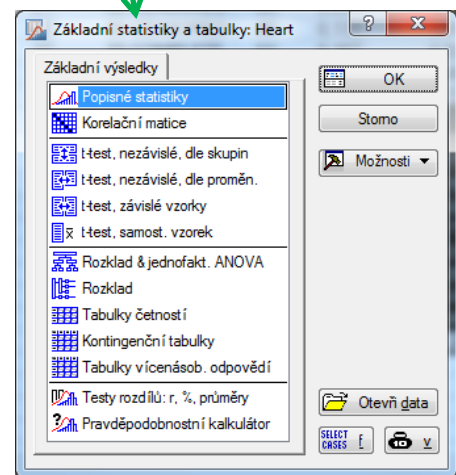 Základní statistiky a tabulky: Heart
?
X
Základní výsledky
Popisné statistiky
Korelační matice
t-test, nezávislé, dle skupin
t-test, nezávislé, dle promĕn.
t-test, závislé vzorky
t-test, samost. vzorek
Rozklad & jednofakt. ANOVA
Rozklad
Tabulky četností
Kontingenční tabulky
Tabulky vícenásob. odpovědí
Testy rozdílů: r, %, průměry
Pravděpodobnostní kalkulátor
OK
Storno
Možnosti
Otevři data
SELECT CASES
F
v